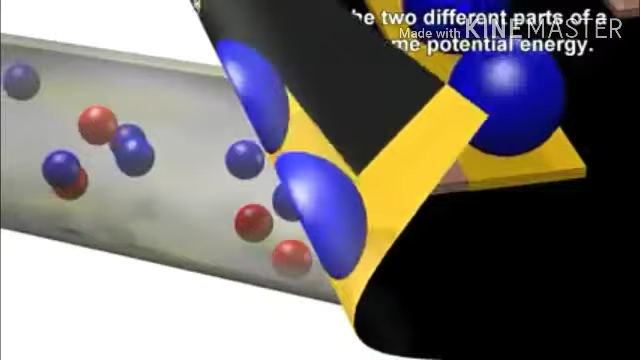 he two different parts of a
Made with KINEMASTER
me potential energy.